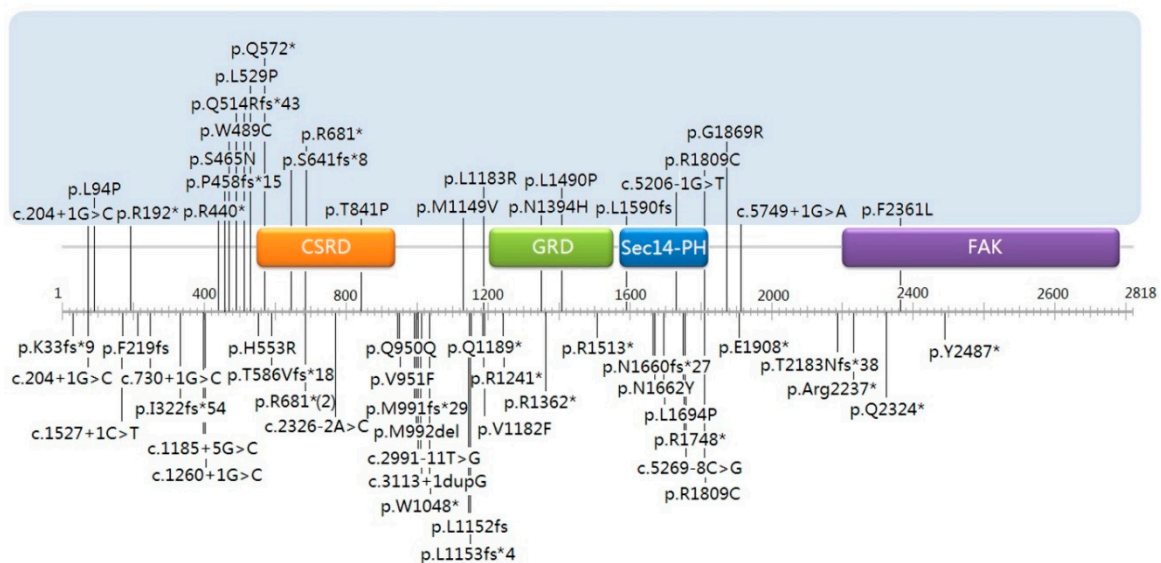 p.Q572*
p.L529P
p.Q514Rfs*43
p.W489C p.R681* p.G1869R
p.S465N p.S641fs*8 p.R1809C
p.L94P p.P458fs*15 p.L1183R p.L1490P c.5206-1G>T
c.204+1G>C p.R192* p.R440* p.T841P p.M1149V p.N1394H p.L1590fs c.5749+1G>A p.F2361L
CSRD GRD Sec14-PH FAK
1 400 800 1200 1600 2000 2400 2600 2818
p.K33fs*9 p.F219fs p.H553R p.Q950Q p.Q1189* p.R1513* p.E1908* p.Y2487*
c.204+1G>C c.730+1G>C p.T586Vfs*18 p.V951F p.R1241* p.N1660fs*27 p.T2183Nfs*38
p.I322fs*54 p.R681*(2) p.M991fs*29 p.R1362* p.N1662Y p.Arg2237*
c.1527+1C>T c.2326-2A>C p.M992del p.V1182F p.L1694P p.Q2324*
c.1185+5G>C p.R1748*
c.1260+1G>C c.2991-11T>G c.5269-8C>G
c.3113+1dupG p.R1809C
p.W1048*
p.L1152fs
p.L1153fs*4